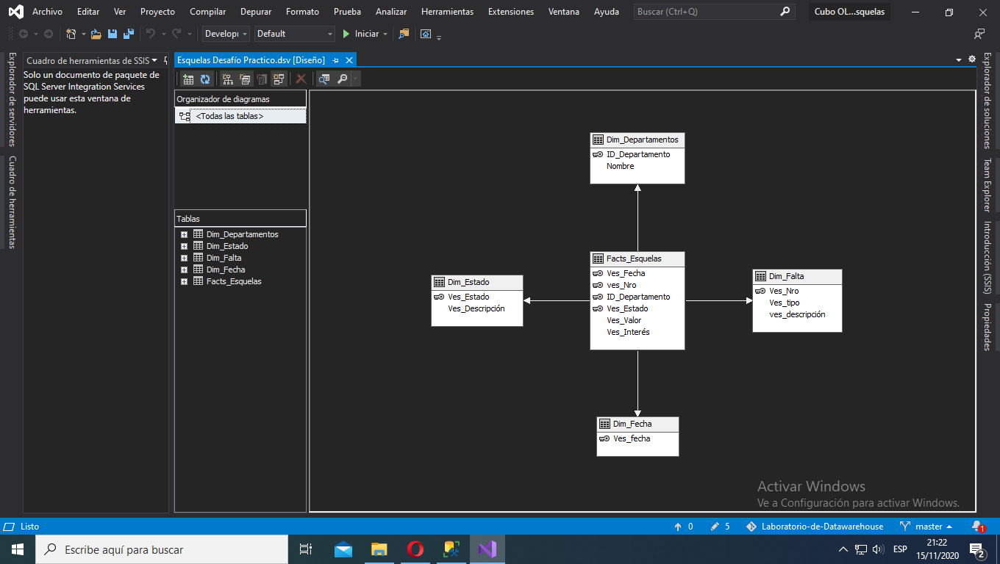 Archivo Editar Ver Proyecto Compilar Depurar Formato Prueba Analizar Herramientas Extensiones Ventana Ayuda Buscar (Ctrl+Q) Cubo OL...squelas
Developi Default Iniciar
Explorador de servidores
Cuadro de herramientas
Cuadro de herramientas de SSIS
Solo un documento de paquete de
SQL Server Integration Services
puede usar esta ventana de
herramientas.
Esquelas Desafío Practico.dsv [Diseño]
Organizador de diagramas
<Todas las tablas>
Tablas
Dim_Departamentos
Dim_Estado
Dim_Falta
Dim_Fecha
Facts_Esquelas
Dim_Departamentos
ID_Departamento
Nombre
Facts_Esquelas
Ves_Fecha
ves_Nro
ID_Departamento
Ves_Estado
Ves_Valor
Ves_Interés
Dim_Estado
Ves_Estado
Ves_Descripción
Dim_Falta
Ves_Nro
Ves_tipo
ves_descripción
Dim_Fecha
Ves_fecha
Explorador de soluciones
Team Explorer
Introducción (SSIS)
Propiedades
Activar Windows
Ve a Configuración para activar Windows.
Listo 0 5 Laboratorio-de-Datawarehouse master 1
Escribe aquí para buscar
ESP
21:22
15/11/2020
2